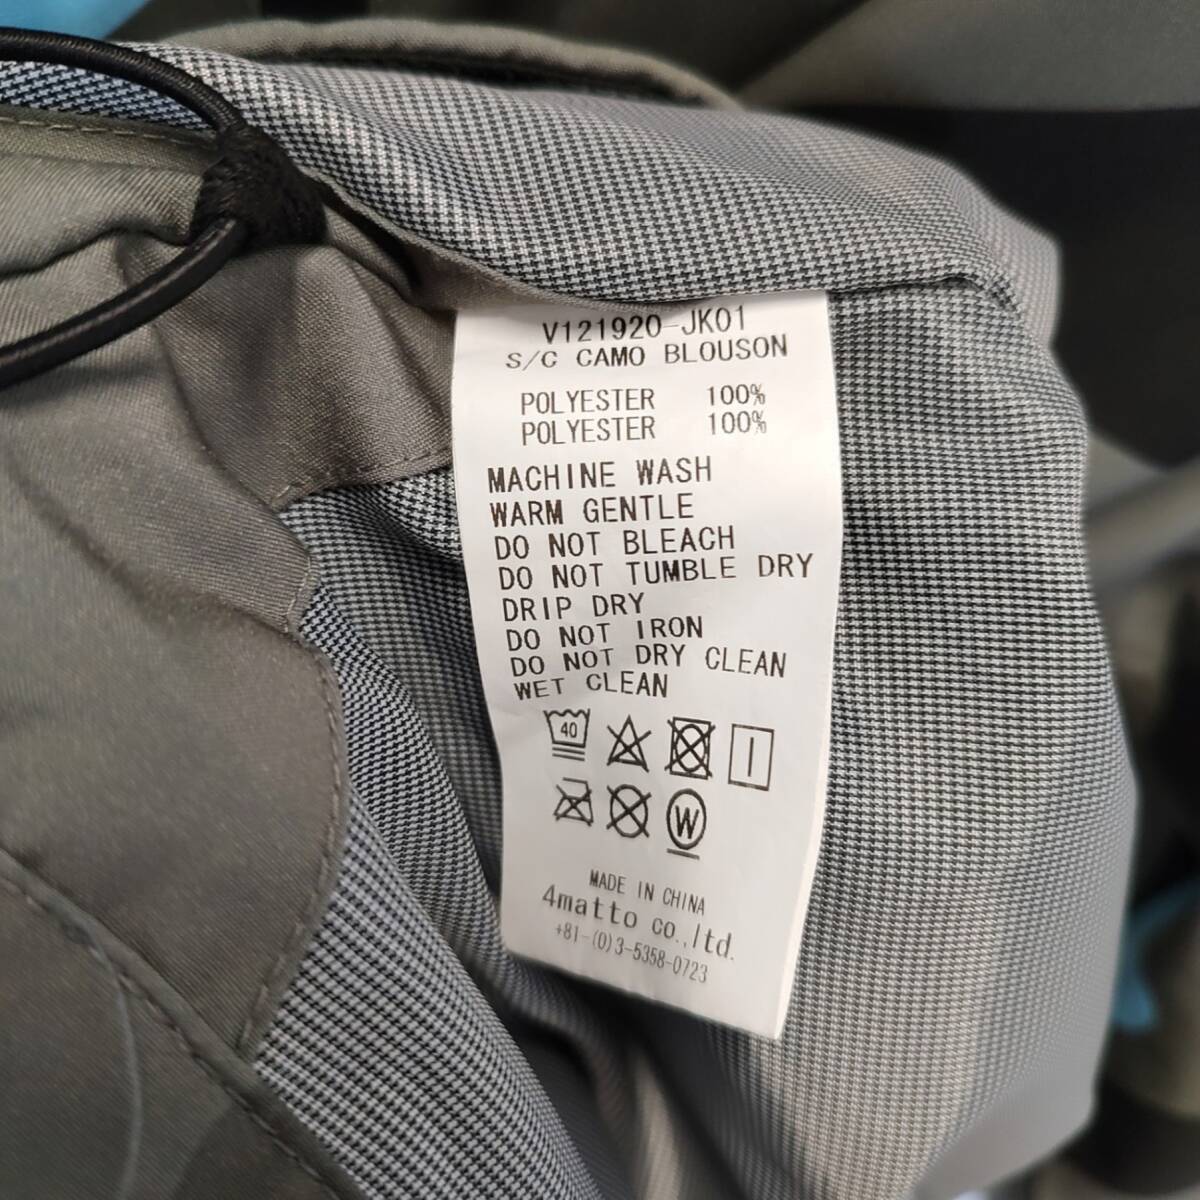 V121920-JK01
S/C CAMO BLOUSON
POLYESTER 100%
POLYESTER 100%
MACHINE WASH
WARM GENTLE
DO NOT BLEACH
DO NOT TUMBLE DRY
DRIP DRY
DO NOT IRON
DO NOT DRY CLEAN
WET CLEAN
40
W
MADE IN CHINA
4matto co.,ltd.
+81-(0)3-5358-0723